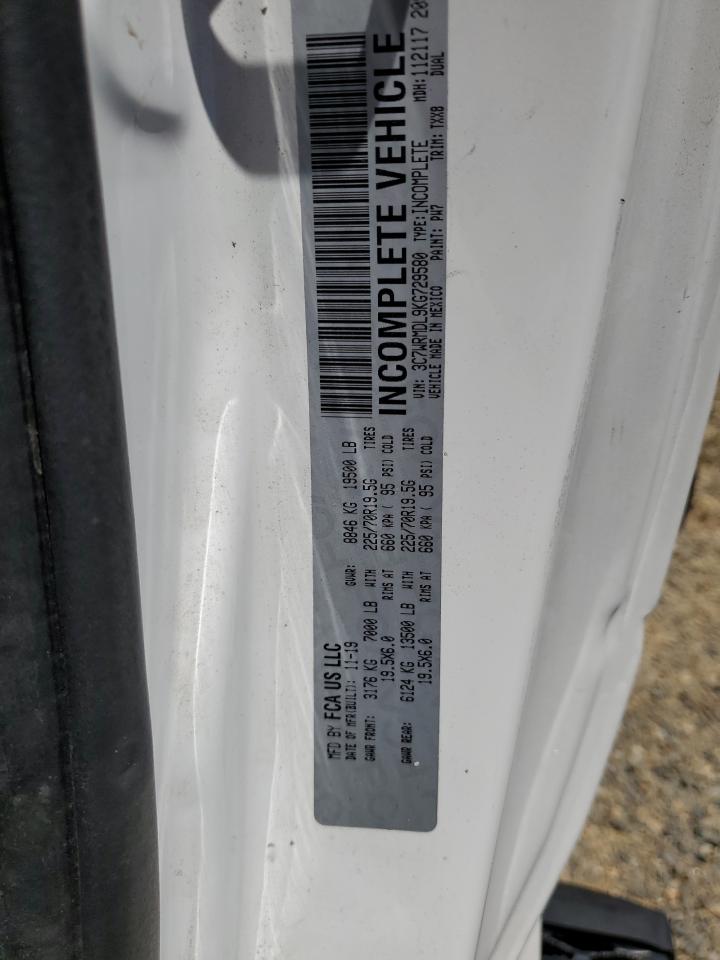 MFD BY FCA US LLC
DATE OF MFR(BUILT): 11-19 GVWR: 8846 KG 19500 LB
GAWR FRONT: 3176 KG 7000 LB WITH 225/70R19.5G TIRES
19.5X6.0 RIMS AT 660 KPA ( 95 PSI) COLD
GAWR REAR: 6124 KG 13500 LB WITH 225/70R19.5G TIRES
19.5X6.0 RIMS AT 660 KPA ( 95 PSI) COLD
INCOMPLETE VEHICLE
VIN: 3C7WRMDL9KG729580 TYPE:INCOMPLETE MDH:112117 20
VEHICLE MADE IN MEXICO PAINT: PW7 TRIM: TXX8 DUAL